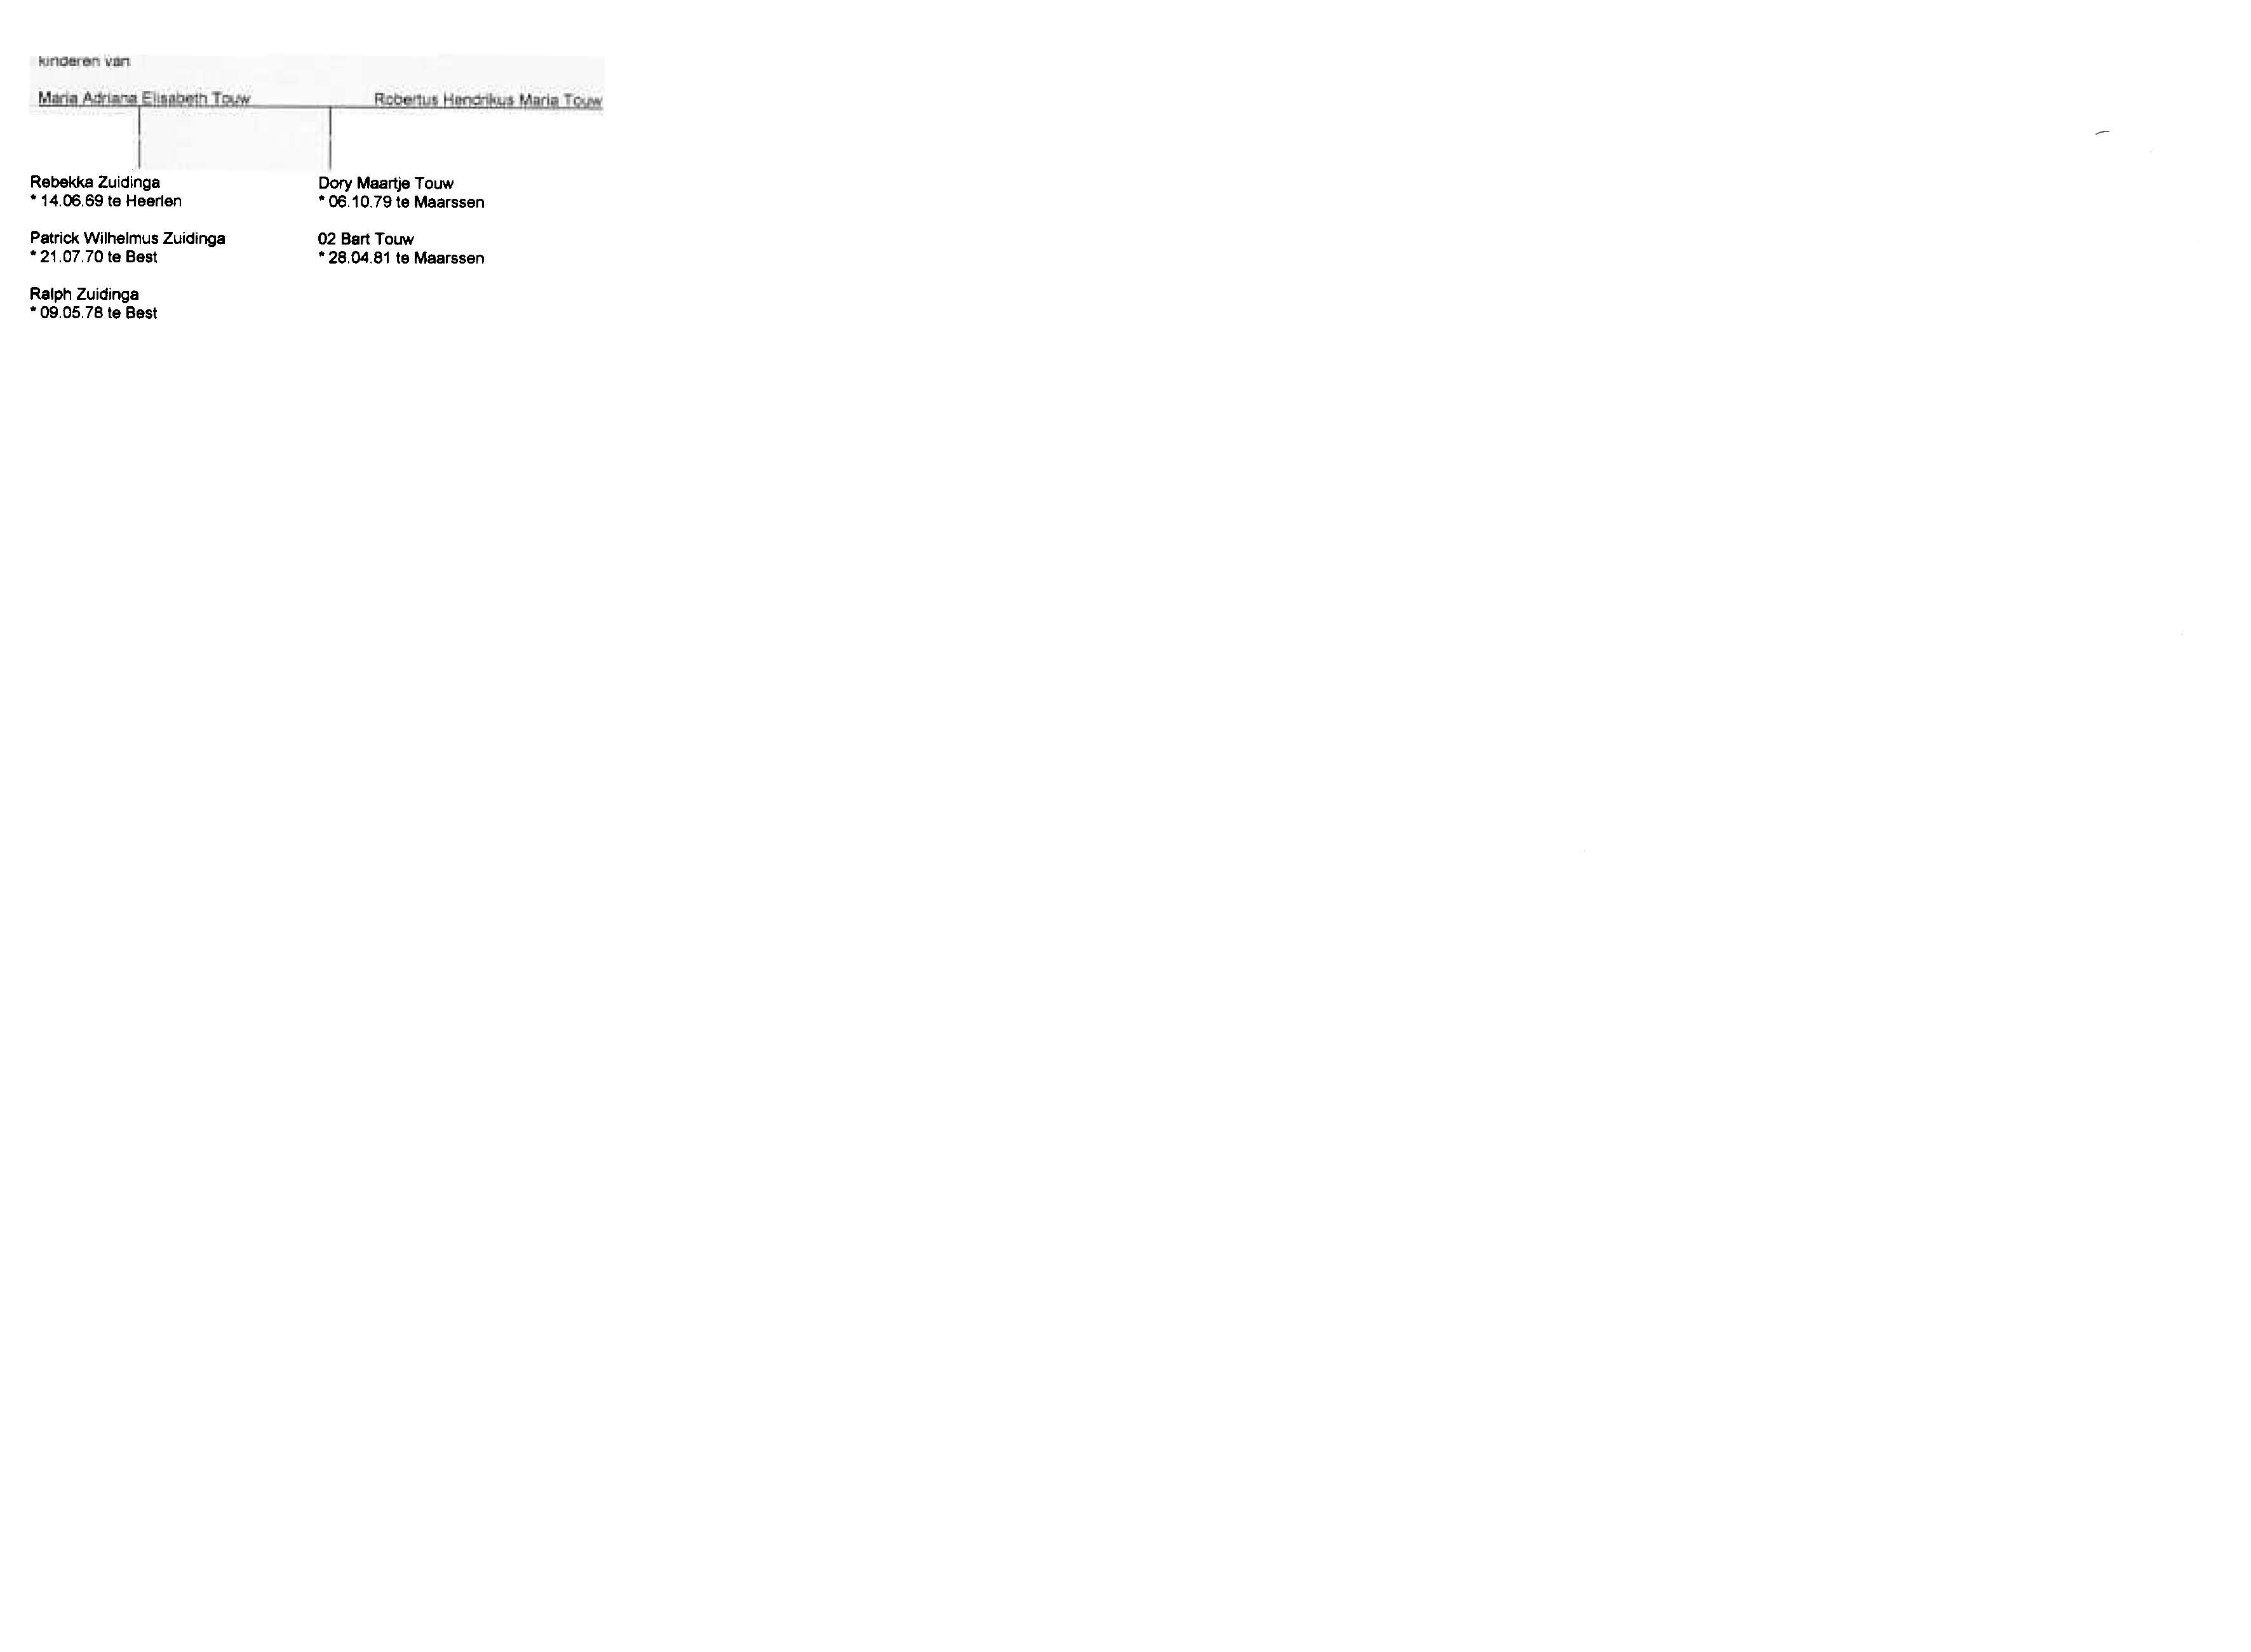 kinderen van
Maria Adriana Elisabeth Touw
Robertus Hendrikus Maria Touw
Rebekka Zuidinga
* 14.06.69 te Heerlen
Patrick Wilhelmus Zuidinga
* 21.07.70 te Best
Ralph Zuidinga
* 09.05.78 te Best
Dory Maartje Touw
* 06.10.79 te Maarssen
02 Bart Touw
* 28.04.81 te Maarssen